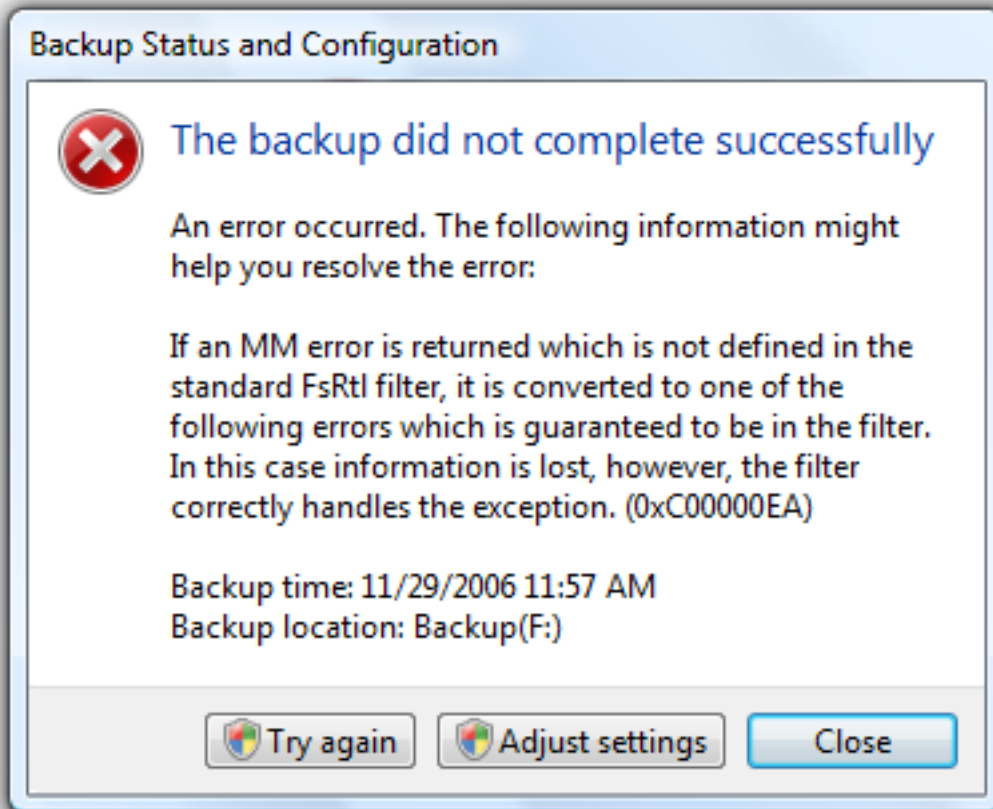 Backup Status and Configuration
The backup did not complete successfully
An error occurred. The following information might
help you resolve the error:
If an MM error is returned which is not defined in the
standard FsRtl filter, it is converted to one of the
following errors which is guaranteed to be in the filter.
In this case information is lost, however, the filter
correctly handles the exception. (0xC00000EA)
Backup time: 11/29/2006 11:57 AM
Backup location: Backup(F:)
Try again
Adjust settings
Close